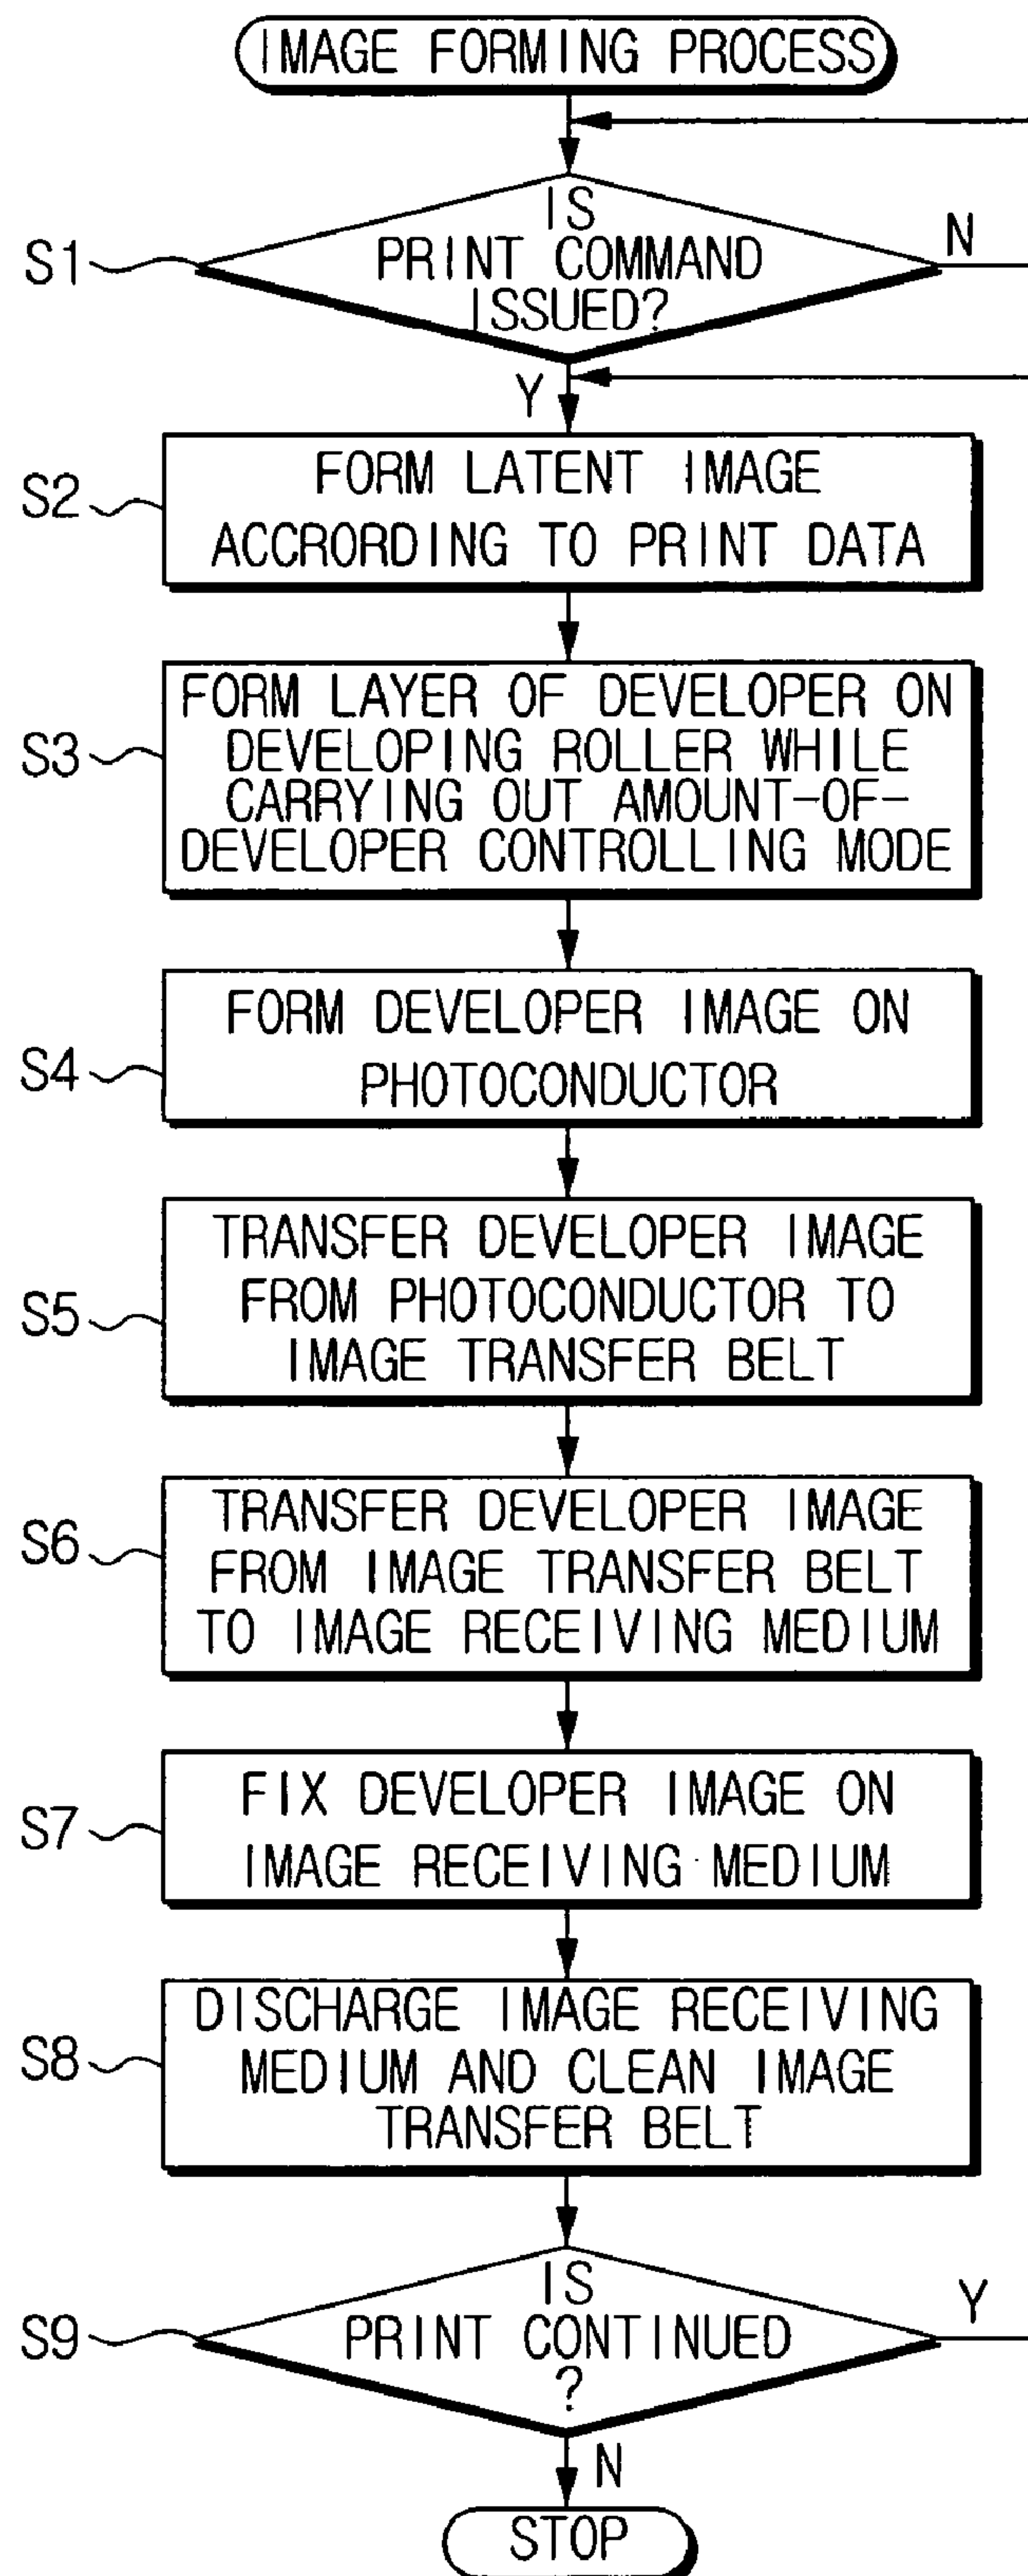 IMAGE FORMING PROCESS
IS
PRINT COMMAND
ISSUED?
N
S1
Y
FORM LATENT IMAGE
ACCRORDING TO PRINT DATA
S2
FORM LAYER OF DEVELOPER ON
DEVELOPING ROLLER WHILE
CARRYING OUT AMOUNT-OF-
DEVELOPER CONTROLLING MODE
S3
FORM DEVELOPER IMAGE ON
PHOTOCONDUCTOR
S4
TRANSFER DEVELOPER IMAGE
FROM PHOTOCONDUCTOR TO
IMAGE TRANSFER BELT
S5
TRANSFER DEVELOPER IMAGE
FROM IMAGE TRANSFER BELT
TO IMAGE RECEIVING MEDIUM
S6
FIX DEVELOPER IMAGE ON
IMAGE RECEIVING MEDIUM
S7
DISCHARGE IMAGE RECEIVING
MEDIUM AND CLEAN IMAGE
TRANSFER BELT
S8
IS
PRINT CONTINUED
?
Y
S9
N
STOP